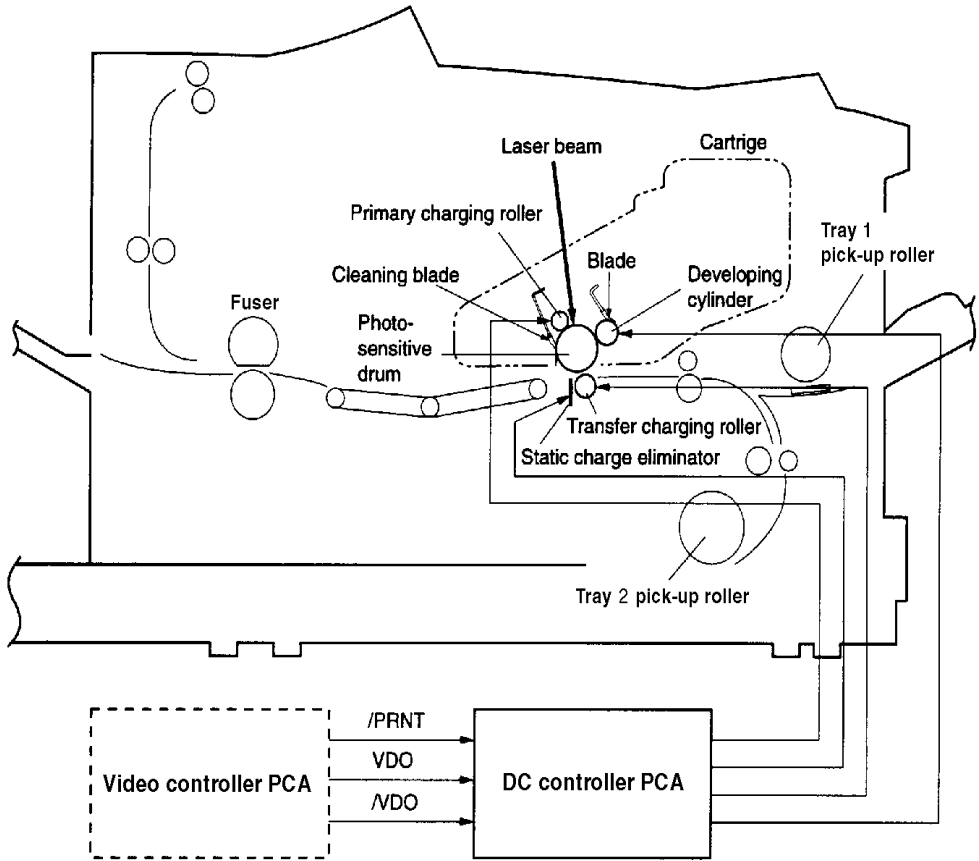 Laser beam
Cartrige
Primary charging roller
Tray 1
pick-up roller
Cleaning blade
Blade
Developing
cylinder
Fuser
Photo-
sensitive
drum
Transfer charging roller
Static charge eliminator
Tray 2 pick-up roller
Video controller PCA
/PRNT
VDO
/VDO
DC controller PCA